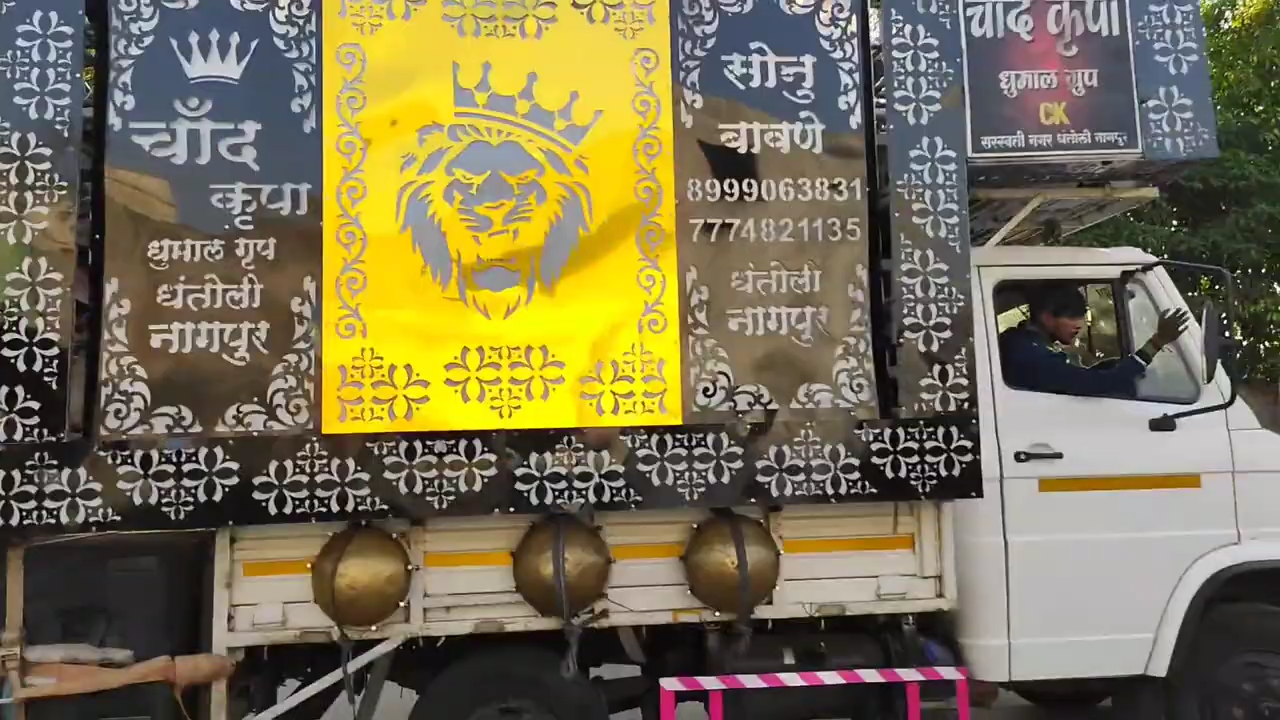 चाँद
कृपा
धुमाल गृप
धंतोली
नागपुर
सोनु
बावणे
8999063831
7774821135
धंतोली
नागपुर
चाँद कृपा
धुमाल ग्रुप
CK
सरस्वती नगर धंतोली नागपुर